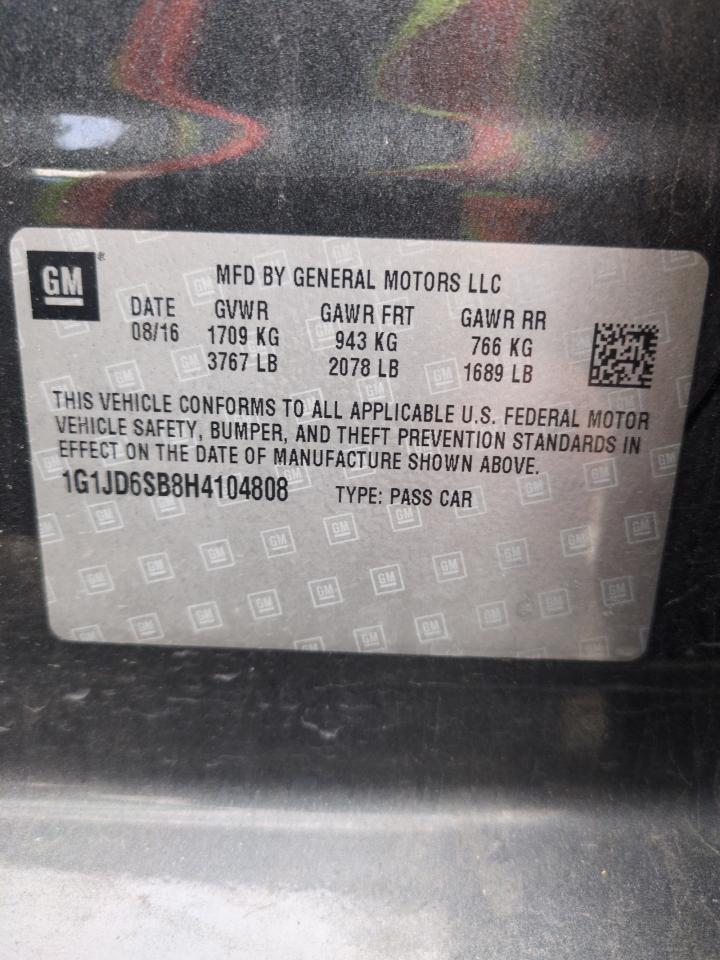 GM
MFD BY GENERAL MOTORS LLC
DATE GVWR GAWR FRT GAWR RR
08/16 1709 KG 943 KG 766 KG
3767 LB 2078 LB 1689 LB
THIS VEHICLE CONFORMS TO ALL APPLICABLE U.S. FEDERAL MOTOR
VEHICLE SAFETY, BUMPER, AND THEFT PREVENTION STANDARDS IN
EFFECT ON THE DATE OF MANUFACTURE SHOWN ABOVE.
1G1JD6SB8H4104808 TYPE: PASS CAR